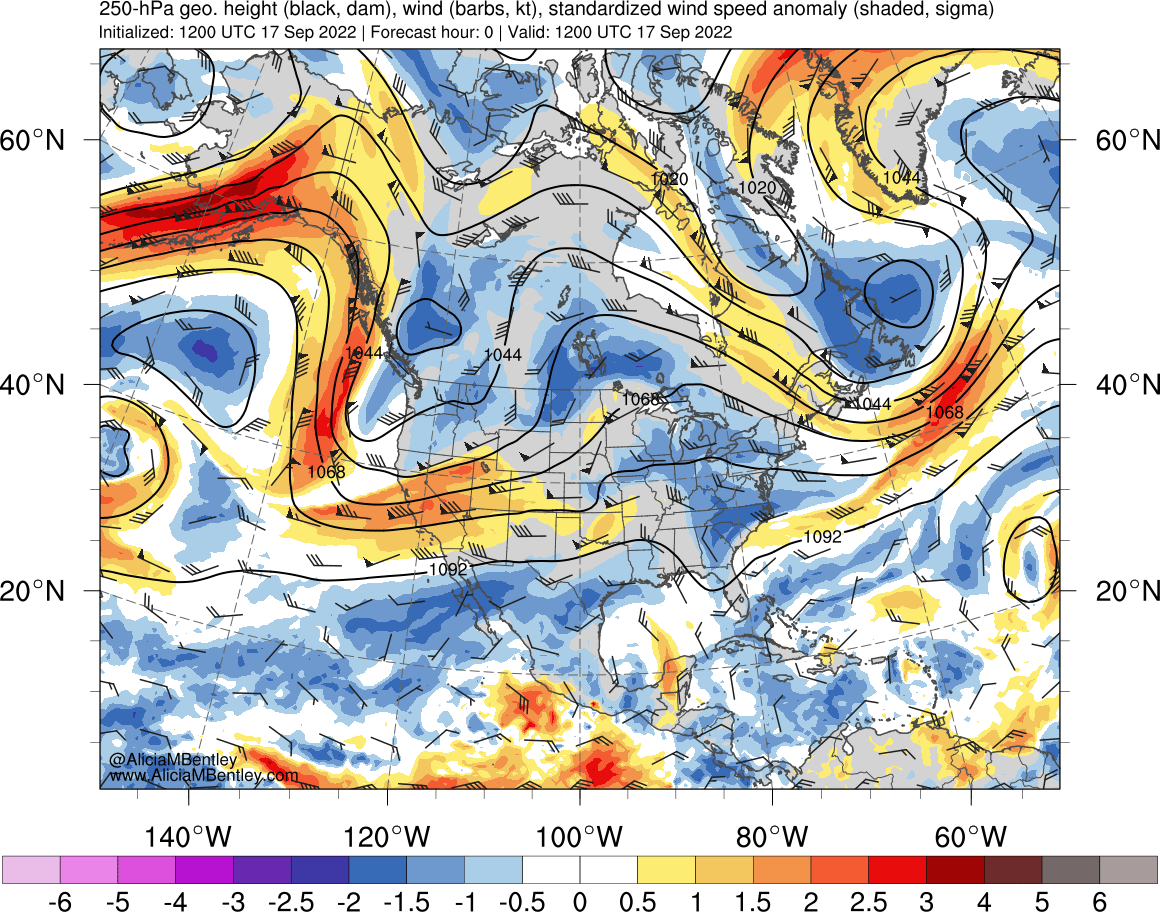 250-hPa geo. height (black, dam), wind (barbs, kt), standardized wind speed anomaly (shaded, sigma)
Initialized: 1200 UTC 17 Sep 2022 | Forecast hour: 0 | Valid: 1200 UTC 17 Sep 2022
60°N 60°N
1020 1020 1044
1044 1044
40°N 40°N
1068 1044 1068
1068
1092
1092
20°N 20°N
@AliciaMBentley
www.AliciaMBentley.com
140°W 120°W 100°W 80°W 60°W
-6 -5 -4 -3 -2.5 -2 -1.5 -1 -0.5 0 0.5 1 1.5 2 2.5 3 4 5 6